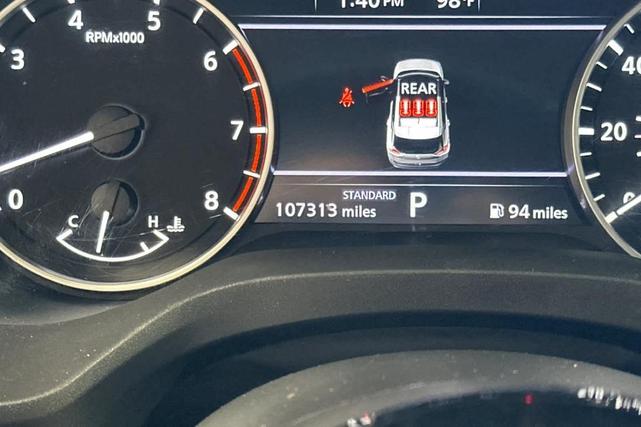 1:40 PM 98°F
4 5
3 RPMx1000 6
REAR
7
0 8
C H
STANDARD
107313 miles P 94 miles
40
20
0